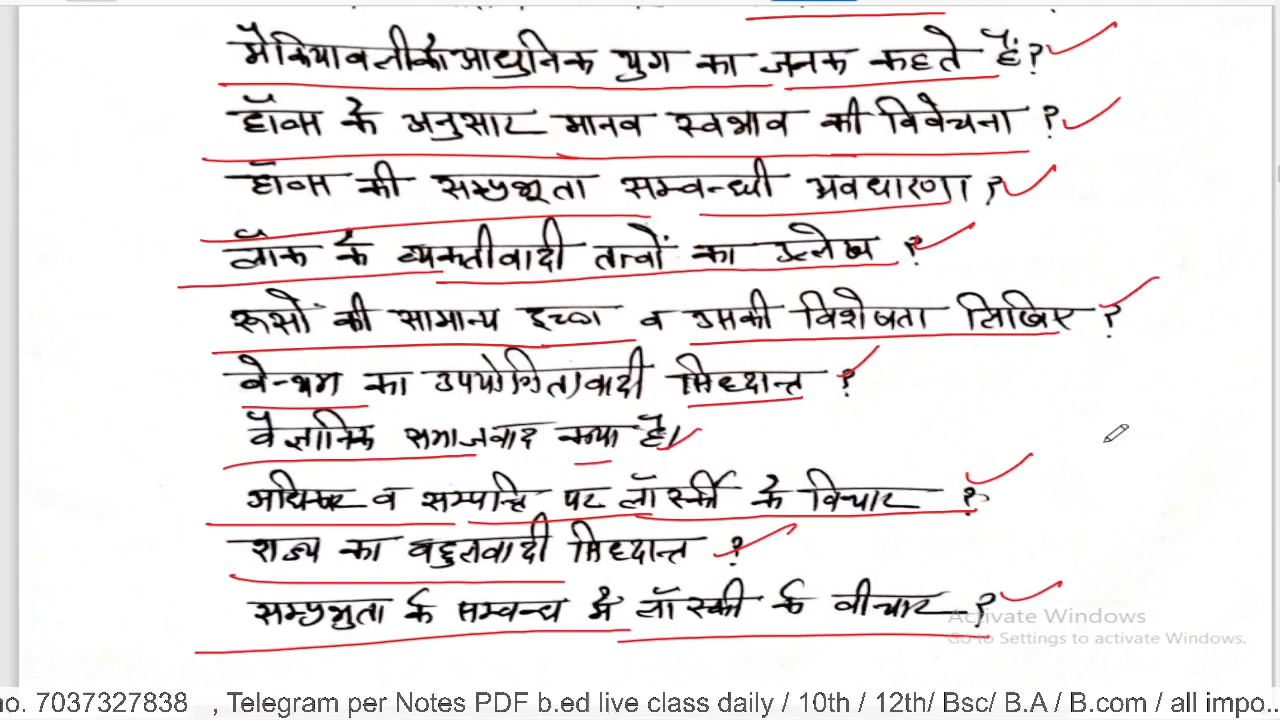 मैकियावलीकोआधुनिक युग का जनक कहते हैं?
हॉब्स के अनुसार मानव स्वभाव की विवेचना ?
हॉब्स की सम्प्रभूता सम्बन्धी अवधारणा ?
लॉक के व्यक्तीवादी तत्वों का उल्लेख ?
रूसों की सामान्य इच्छा व उसकी विशेषता लिखिए ?
बेन्थम का उपयोगितावादी सिध्दान्त ?
वैज्ञानिक समाजवाद क्या है।
अधिकार व सम्पत्ति पर लॉस्की के विचार ?
राज्य का बहुलवादी सिध्दान्त ?
सम्प्रभुता के सम्बन्ध में लॉस्की के वीचार ?
Activate Windows
Go to Settings to activate Windows.
no. 7037327838 , Telegram per Notes PDF b.ed live class daily / 10th / 12th/ Bsc/ B.A / B.com / all impo..